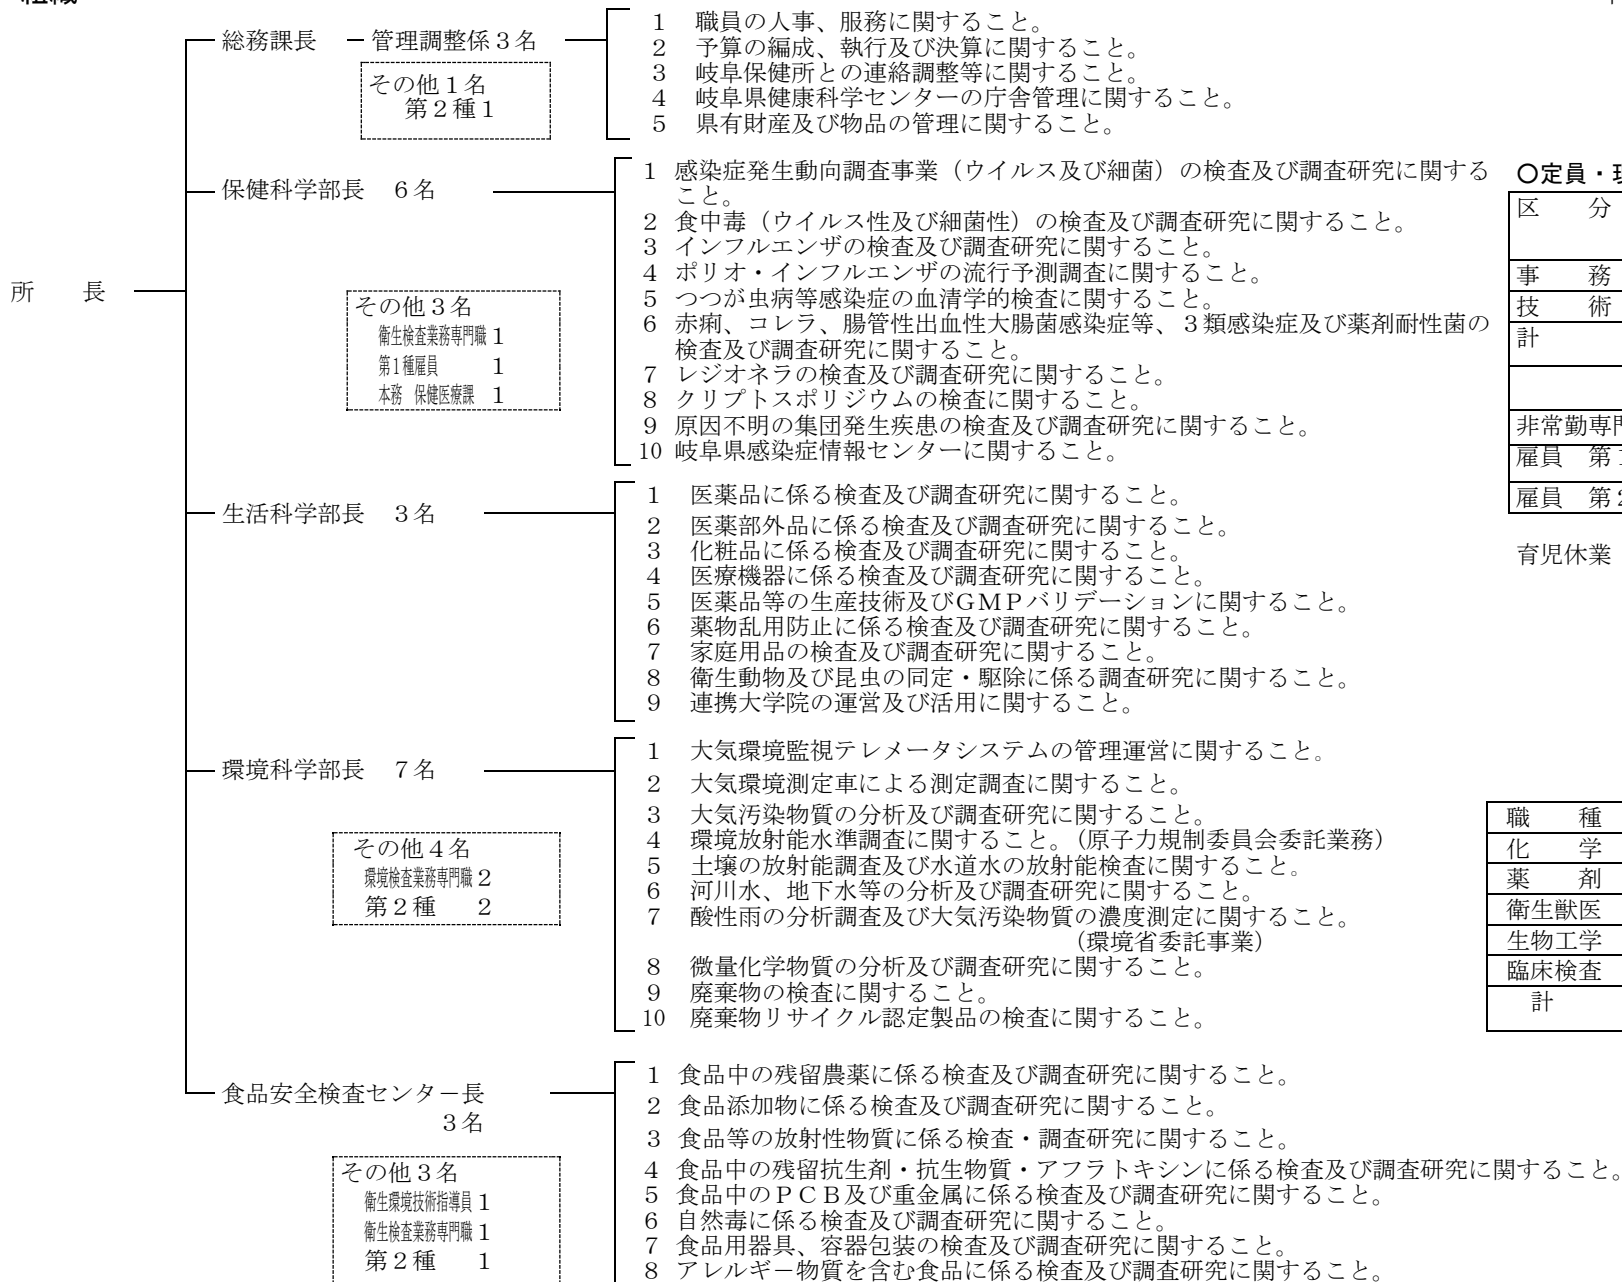 所　　長
総務課長　－管理調整係３名
その他１名
第２種１
1　職員の人事、服務に関すること。
2　予算の編成、執行及び決算に関すること。
3　岐阜保健所との連絡調整等に関すること。
4　岐阜県健康科学センターの庁舎管理に関すること。
5　県有財産及び物品の管理に関すること。
保健科学部長　６名
その他３名
衛生検査業務専門職 1
第1種雇員　1
本務　保健医療課　1
1 感染症発生動向調査事業（ウイルス及び細菌）の検査及び調査研究に関する
こと。
2 食中毒（ウイルス性及び細菌性）の検査及び調査研究に関すること。
3 インフルエンザの検査及び調査研究に関すること。
4 ポリオ・インフルエンザの流行予測調査に関すること。
5 つつが虫病等感染症の血清学的検査に関すること。
6 赤痢、コレラ、腸管性出血性大腸菌感染症等、３類感染症及び薬剤耐性菌の
検査及び調査研究に関すること。
7 レジオネラの検査及び調査研究に関すること。
8 クリプトスポリジウムの検査に関すること。
9 原因不明の集団発生疾患の検査及び調査研究に関すること。
10 岐阜県感染症情報センターに関すること。
生活科学部長　３名
1　医薬品に係る検査及び調査研究に関すること。
2　医薬部外品に係る検査及び調査研究に関すること。
3　化粧品に係る検査及び調査研究に関すること。
4　医療機器に係る検査及び調査研究に関すること。
5　医薬品等の生産技術及びＧＭＰバリデーションに関すること。
6　薬物乱用防止に係る検査及び調査研究に関すること。
7　家庭用品の検査及び調査研究に関すること。
8　衛生動物及び昆虫の同定・駆除に係る調査研究に関すること。
9　連携大学院の運営及び活用に関すること。
環境科学部長　７名
その他４名
環境検査業務専門職 2
第２種　2
1　大気環境監視テレメータシステムの管理運営に関すること。
2　大気環境測定車による測定調査に関すること。
3　大気汚染物質の分析及び調査研究に関すること。
4　環境放射能水準調査に関すること。（原子力規制委員会委託業務）
5　土壌の放射能調査及び水道水の放射能検査に関すること。
6　河川水、地下水等の分析及び調査研究に関すること。
7　酸性雨の分析調査及び大気汚染物質の濃度測定に関すること。
（環境省委託事業）
8　微量化学物質の分析及び調査研究に関すること。
9　廃棄物の検査に関すること。
10　廃棄物リサイクル認定製品の検査に関すること。
食品安全検査センタ－長
３名
その他３名
衛生環境技術指導員 1
衛生検査業務専門職 1
第２種　1
1 食品中の残留農薬に係る検査及び調査研究に関すること。
2 食品添加物に係る検査及び調査研究に関すること。
3 食品等の放射性物質に係る検査・調査研究に関すること。
4 食品中の残留抗生剤・抗生物質・アフラトキシンに係る検査及び調査研究に関すること。
5 食品中のＰＣＢ及び重金属に係る検査及び調査研究に関すること。
6 自然毒に係る検査及び調査研究に関すること。
7 食品用器具、容器包装の検査及び調査研究に関すること。
8 アレルギ－物質を含む食品に係る検査及び調査研究に関すること。
○定員・
区　　分
事　　務
技　　術
計
非常勤専
雇員　第
雇員　第
育児休業
職　　種
化　　学
薬　　剤
衛生獣医
生物工学
臨床検査
計